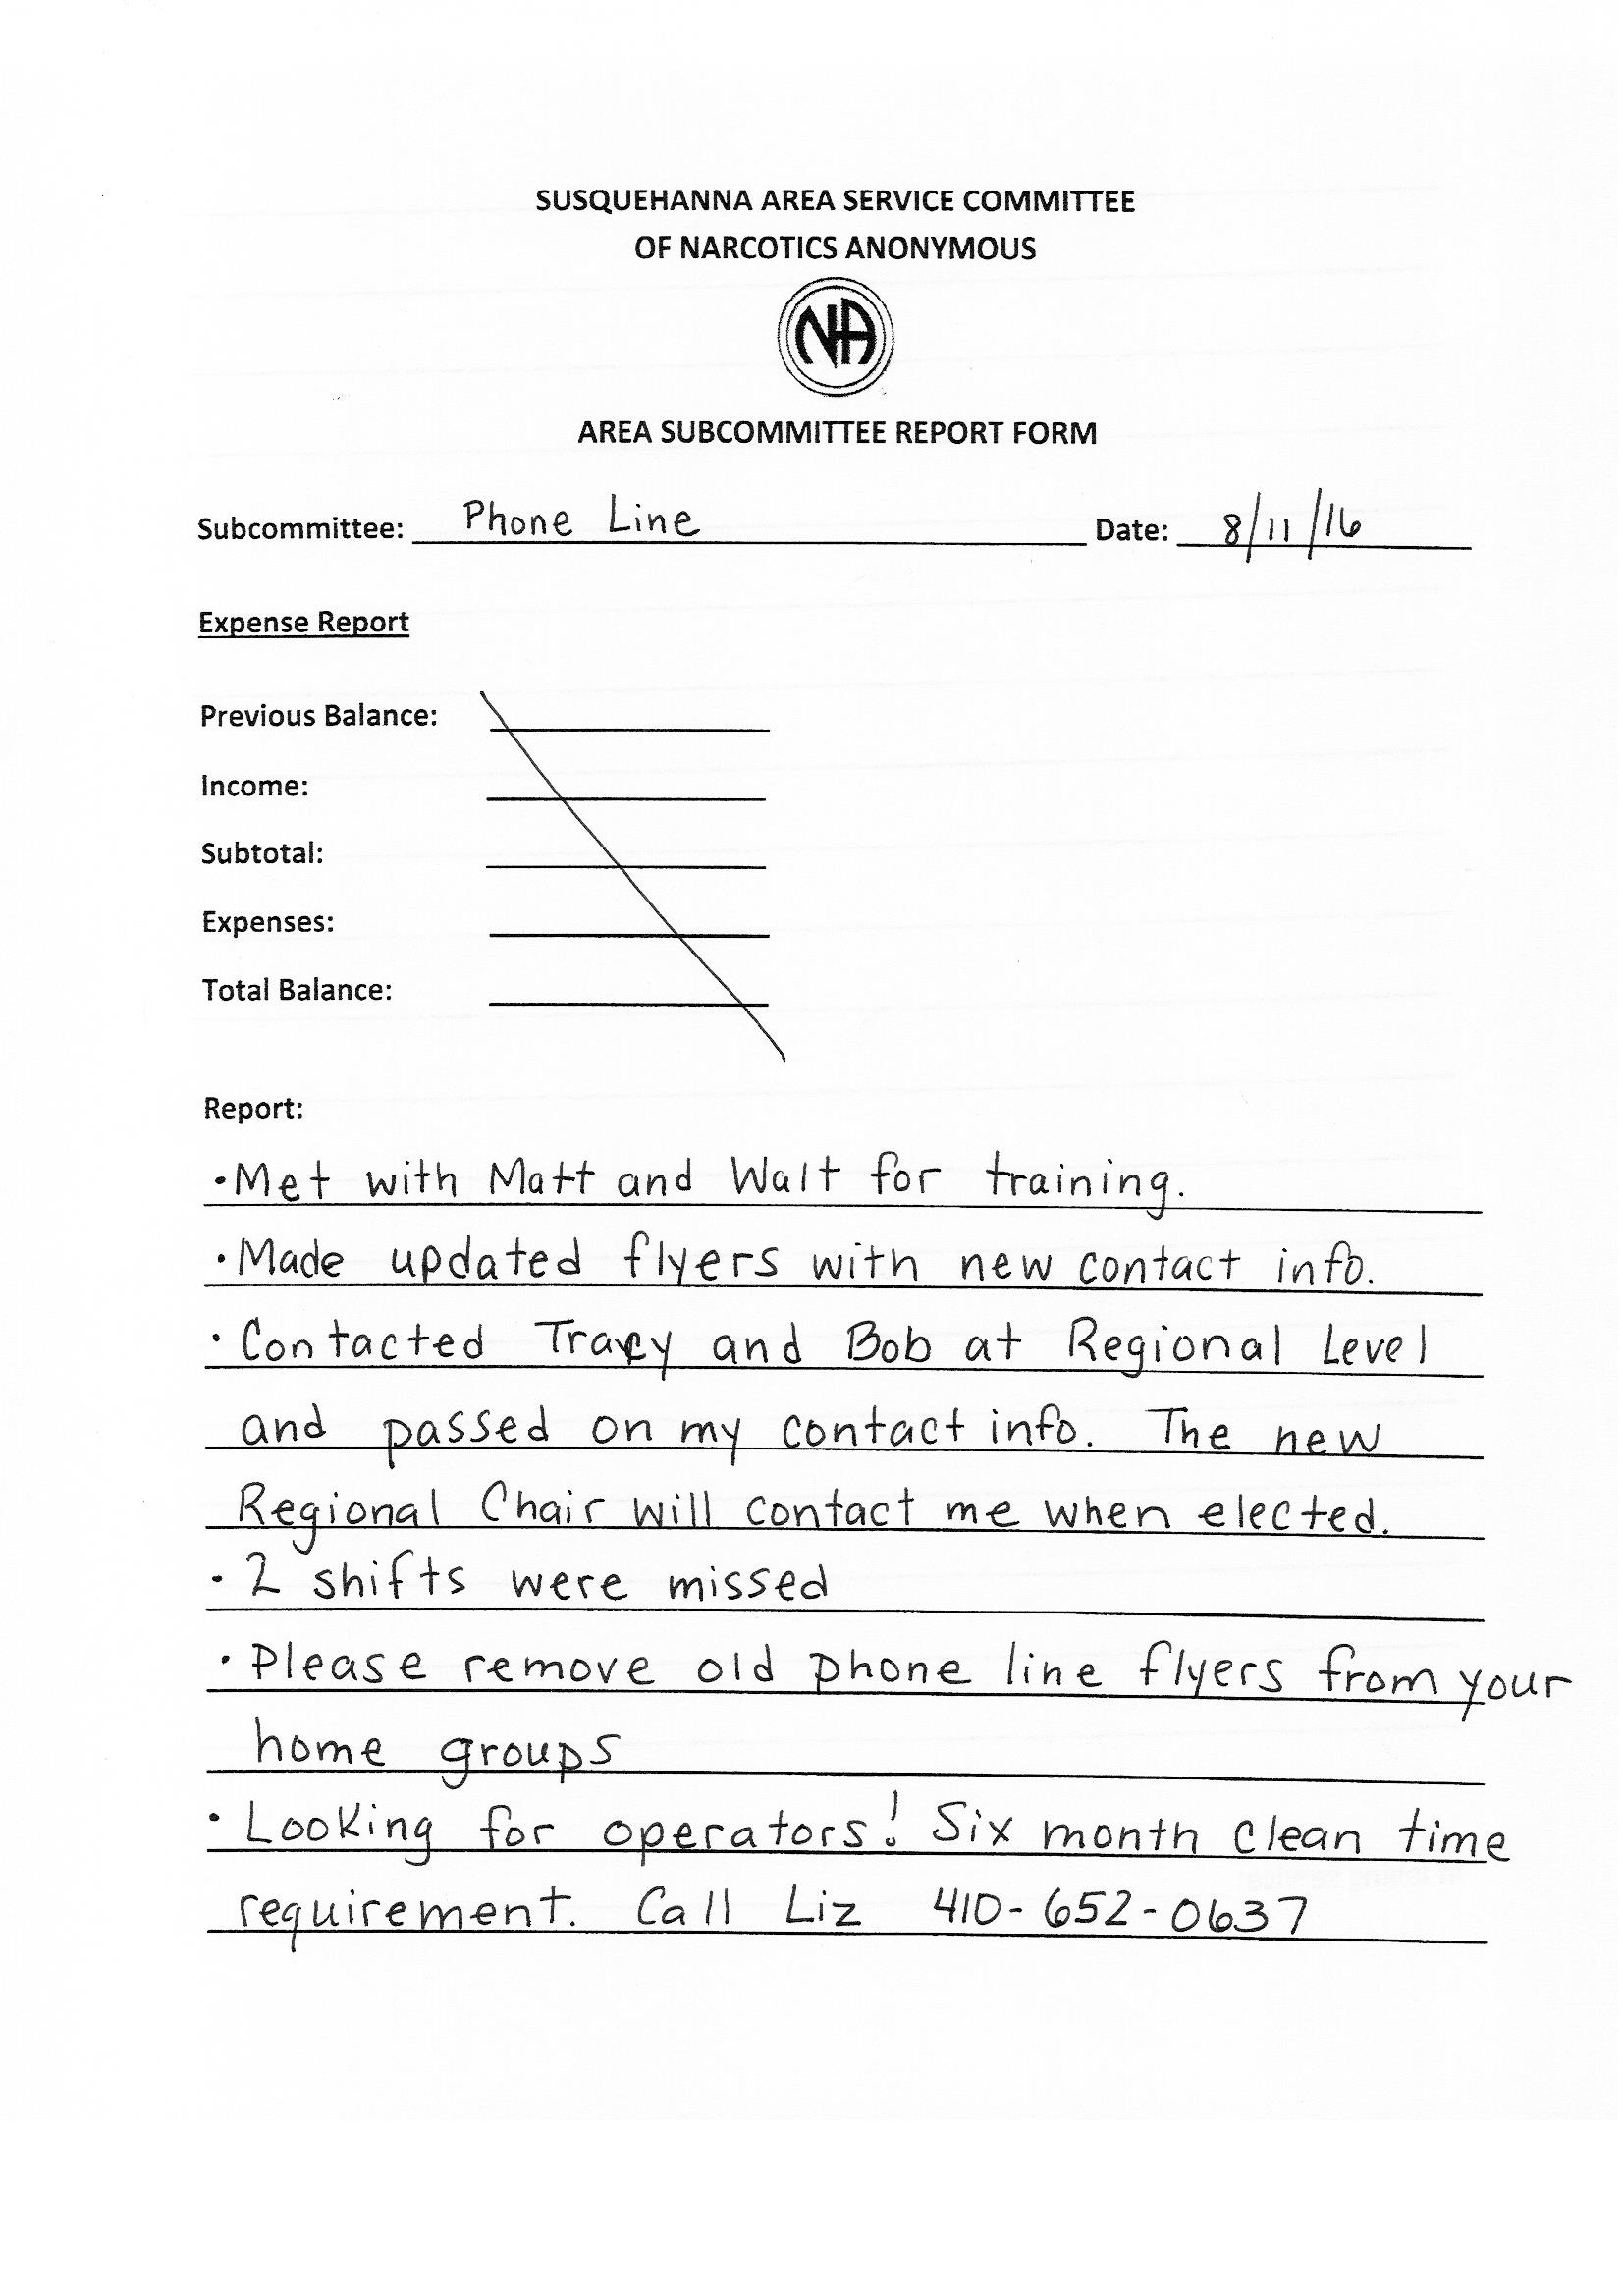 SUSQUEHANNA AREA SERVICE COMMITTEE
OF NARCOTICS ANONYMOUS
NA
AREA SUBCOMMITTEE REPORT FORM
Subcommittee: Phone Line Date: 8/11/16
Expense Report
Previous Balance:
Income:
Subtotal:
Expenses:
Total Balance:
Report:
• Met with Matt and Walt for training.
• Made updated flyers with new contact info.
• Contacted Tracy and Bob at Regional Level
and passed on my contact info. The new
Regional Chair will contact me when elected.
• 2 shifts were missed
• Please remove old phone line flyers from your
home groups
• Looking for operators! Six month clean time
requirement. Call Liz 410-652-0637